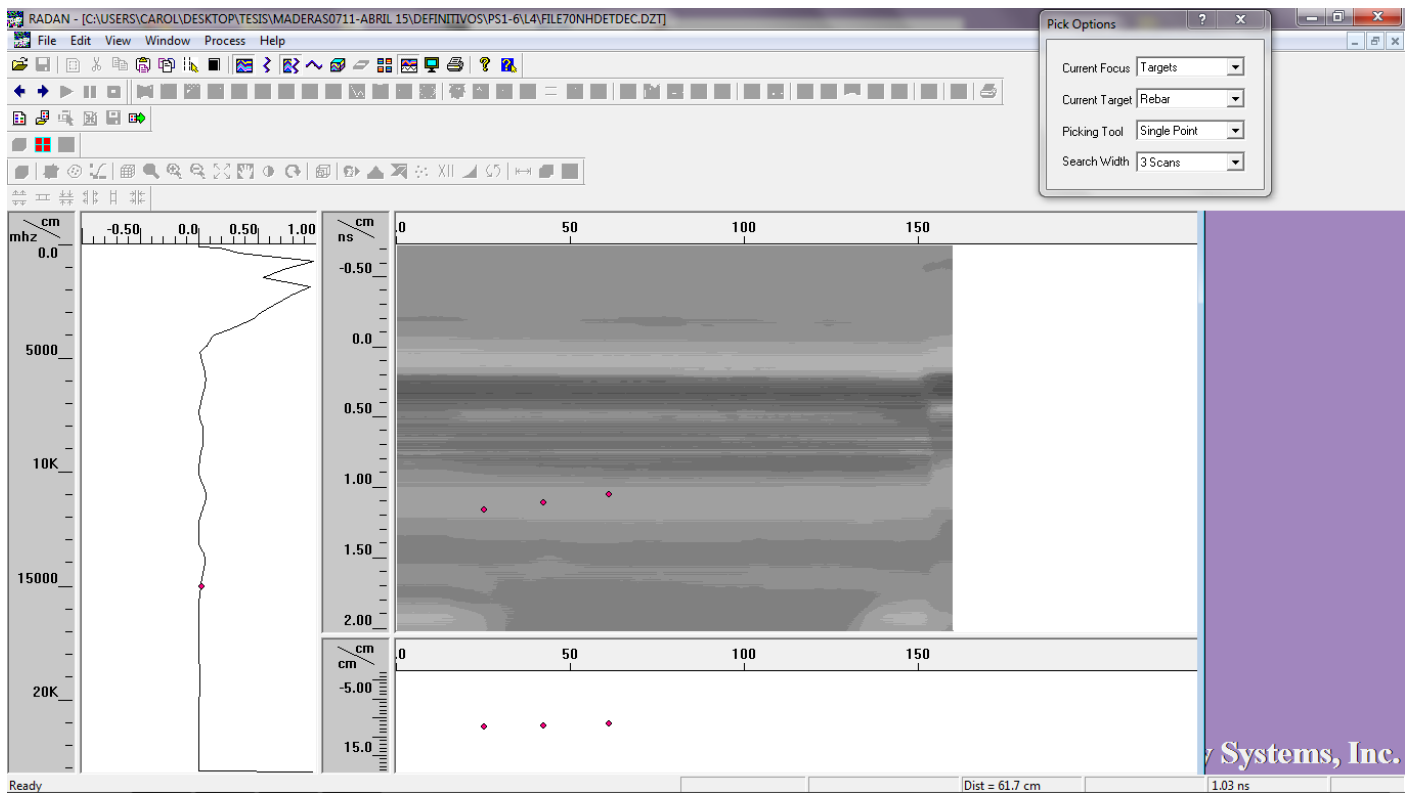 RADAN - [C:\USERS\CAROL\DESKTOP\TESIS\MADERAS0711-ABRIL 15\DEFINITIVOS\PS1-6\L4\FILE70NHDETDEC.DZT]
File Edit View Window Process Help
Pick Options ? X
Current Focus Targets
Current Target Rebar
Picking Tool Single Point
Search Width 3 Scans
cm
mhz
-0.50 0.0 0.50 1.00
0.0
5000
10K
15000
20K
cm
ns
.0 50 100 150
-0.50
0.0
0.50
1.00
1.50
2.00
cm
cm
.0 50 100 150
-5.00
15.0
Systems, Inc.
Ready Dist = 61.7 cm 1.03 ns